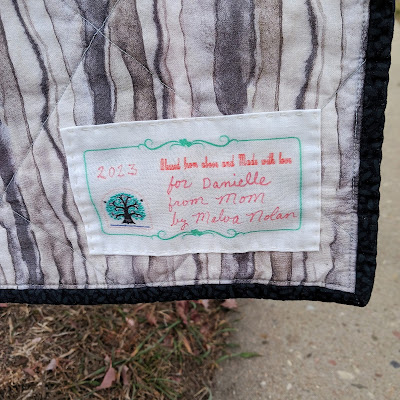 2023
Blessed from above and Made with love
for Danielle
from Mom
by Melva Nolan